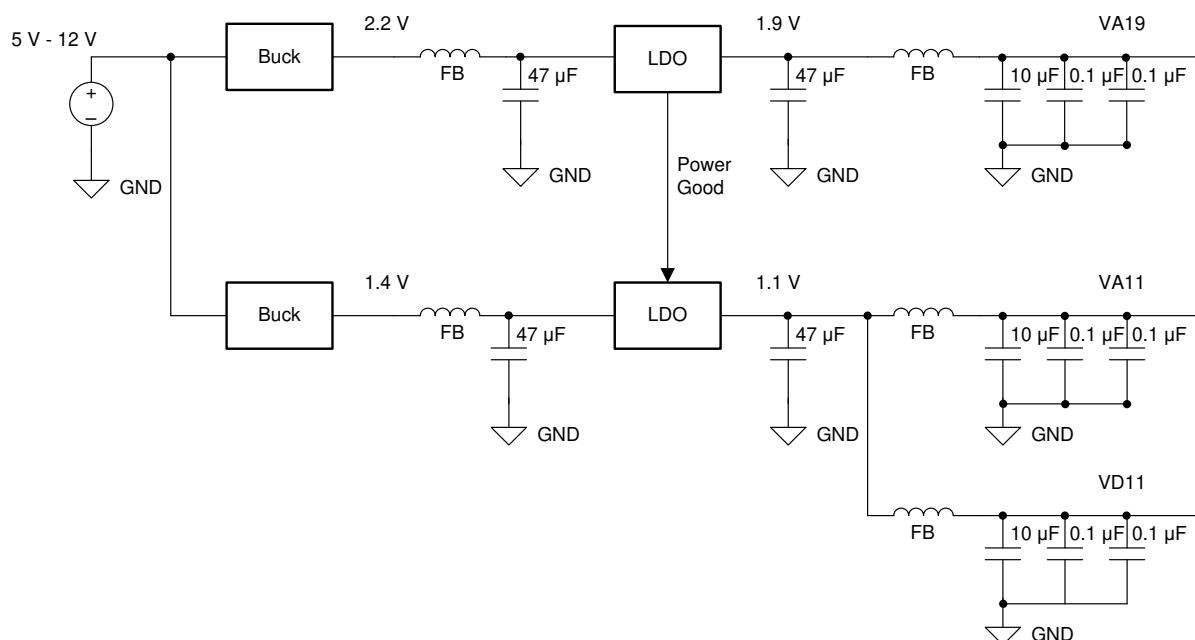 5 V - 12 V
2.2 V
1.9 V
VA19
Buck
FB
47 µF
LDO
47 µF
FB
10 µF
0.1 µF
0.1 µF
+
−
GND
GND
GND
GND
Power
Good
1.4 V
1.1 V
VA11
Buck
FB
47 µF
LDO
47 µF
FB
10 µF
0.1 µF
0.1 µF
GND
GND
GND
VD11
FB
10 µF
0.1 µF
0.1 µF
GND